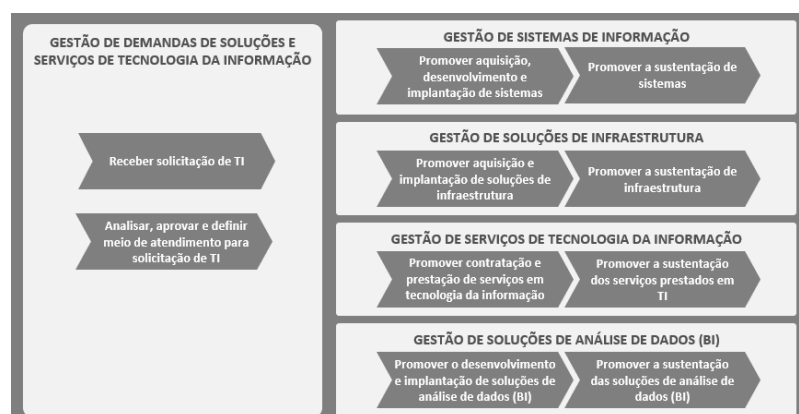 GESTÃO DE DEMANDAS DE SOLUÇÕES E
SERVIÇOS DE TECNOLOGIA DA INFORMAÇÃO
Receber solicitação de TI
Analisar, aprovar e definir
meio de atendimento para
solicitação de TI
GESTÃO DE SISTEMAS DE INFORMAÇÃO
Promover aquisição,
desenvolvimento e
implantação de sistemas
Promover a sustentação de
sistemas
GESTÃO DE SOLUÇÕES DE INFRAESTRUTURA
Promover aquisição e
implantação de soluções de
infraestrutura
Promover a sustentação de
infraestrutura
GESTÃO DE SERVIÇOS DE TECNOLOGIA DA INFORMAÇÃO
Promover contratação e
prestação de serviços em
tecnologia da informação
Promover a sustentação
dos serviços prestados em
TI
GESTÃO DE SOLUÇÕES DE ANÁLISE DE DADOS (BI)
Promover o desenvolvimento
e implantação de soluções de
análise de dados (BI)
Promover a sustentação
das soluções de análise de
dados (BI)